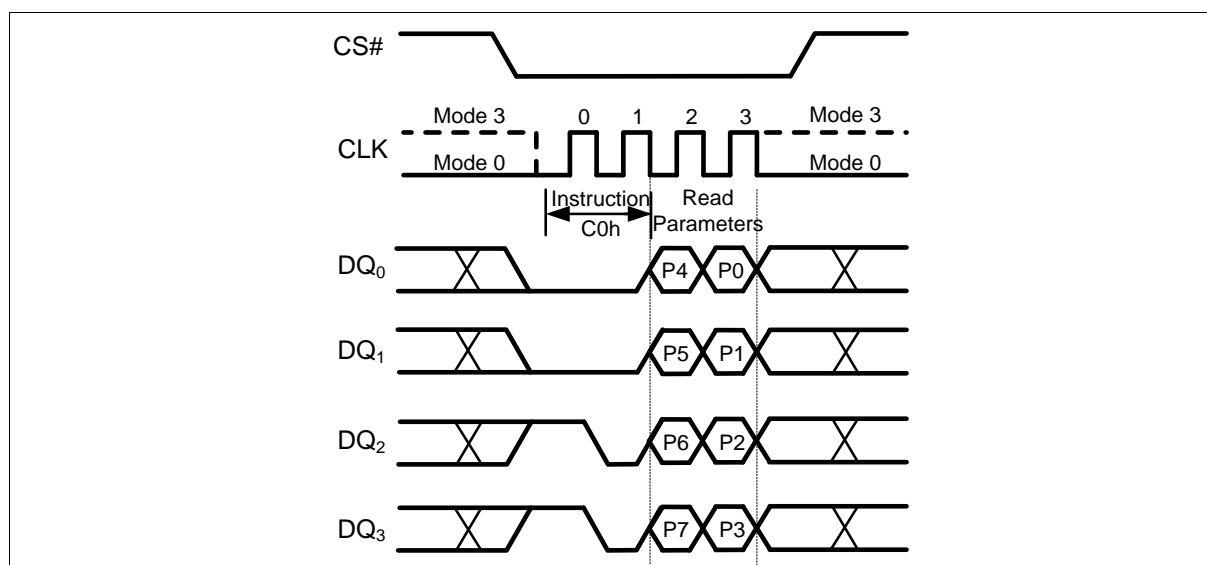 CS#
Mode 3 0 1 2 3 Mode 3
CLK
Mode 0 Mode 0
Instruction Read
C0h Parameters
DQ0 P4 P0
DQ1 P5 P1
DQ2 P6 P2
DQ3 P7 P3